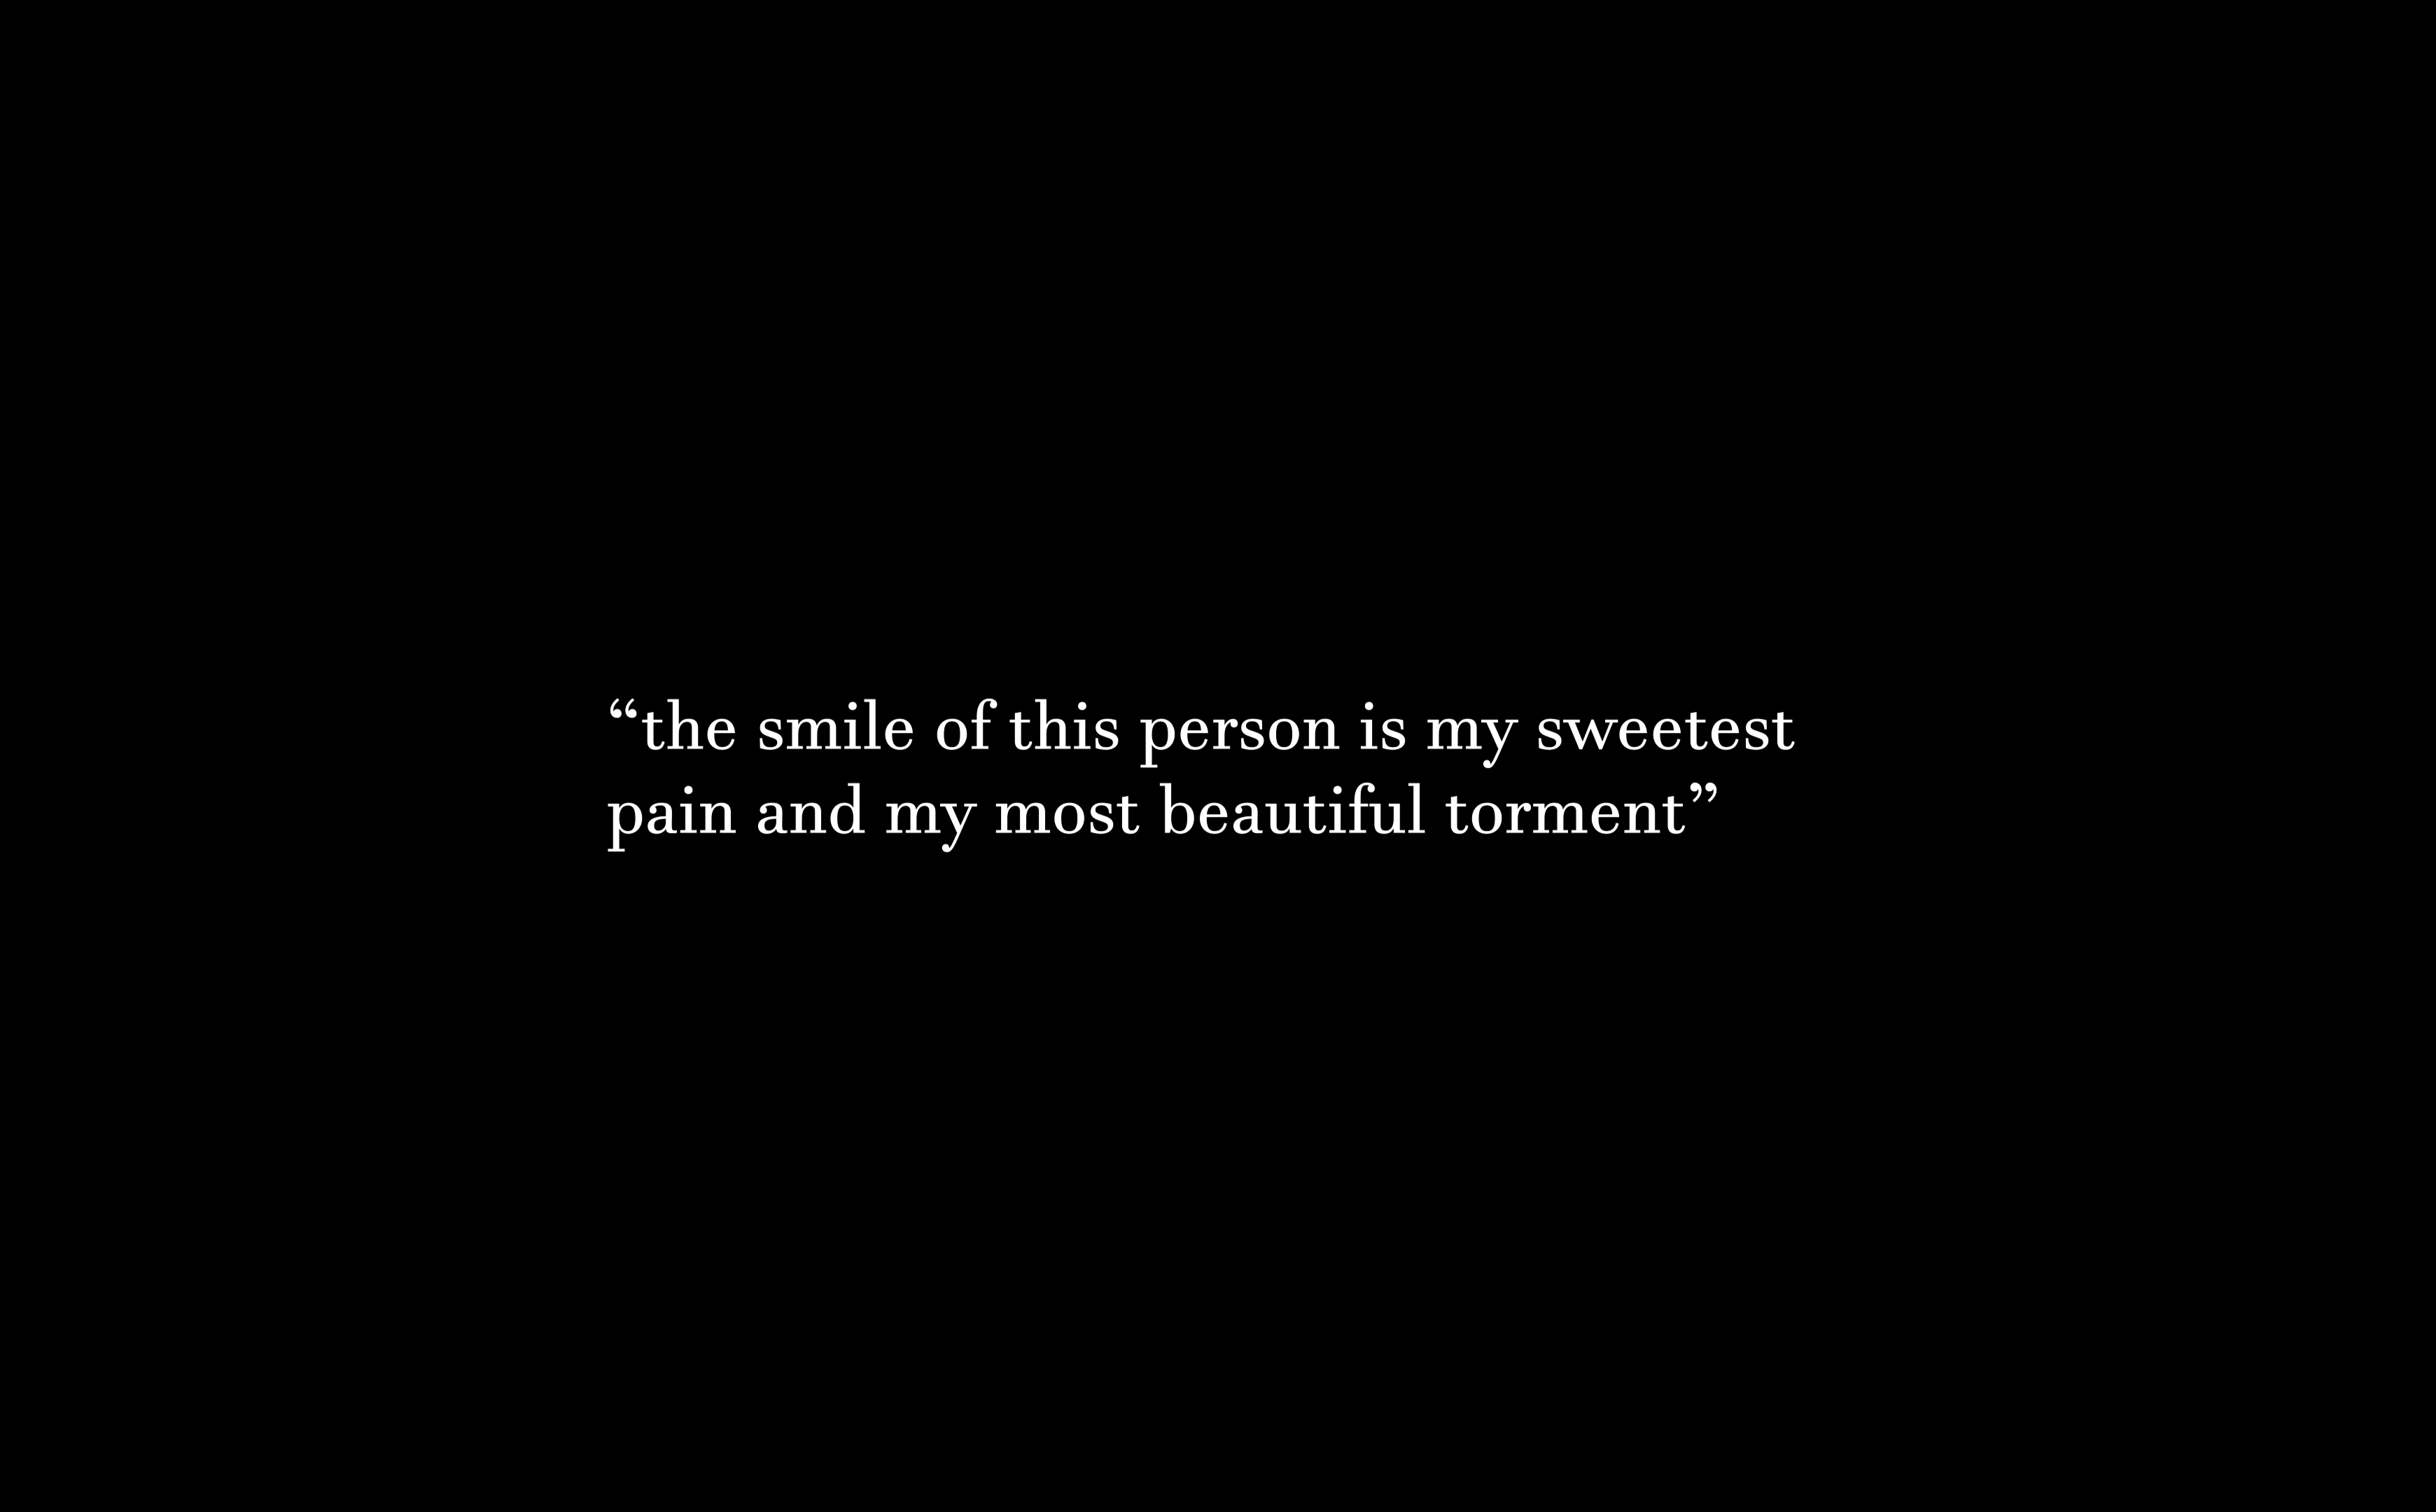 “the smile of this person is my sweetest
pain and my most beautiful torment”